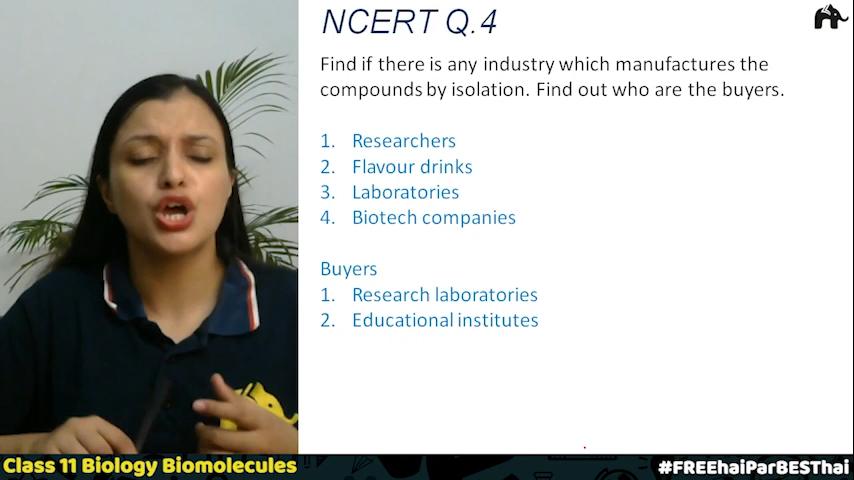 NCERT Q.4
Find if there is any industry which manufactures the
compounds by isolation. Find out who are the buyers.
1. Researchers
2. Flavour drinks
3. Laboratories
4. Biotech companies
Buyers
1. Research laboratories
2. Educational institutes
Class 11 Biology Biomolecules
#FREEhaiParBESThai